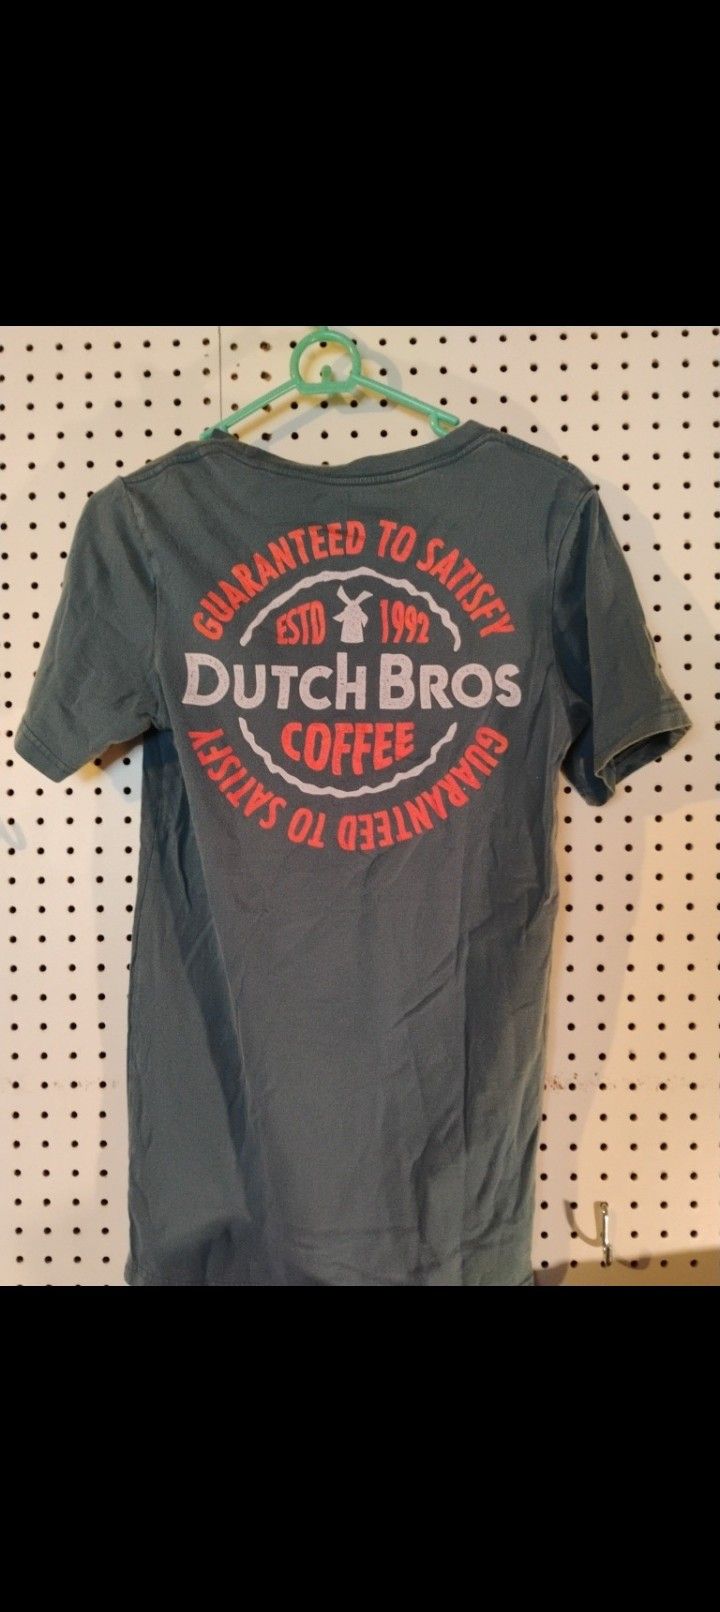 GUARANTEED TO SATISFY
ESTD 1992
DUTCH BROS
COFFEE
GUARANTEED TO SATISFY